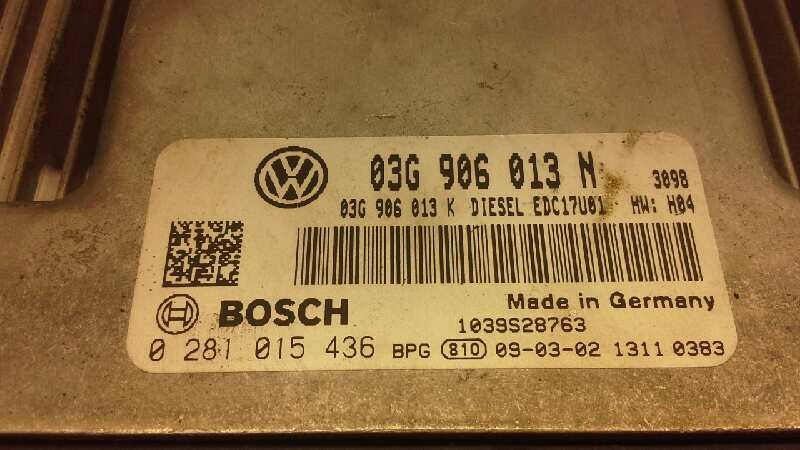 03G 906 013 N 3098
03G 906 013 K DIESEL EDC17U01 HW: H04
Made in Germany
BOSCH 1039S28763
0 281 015 436 BPG 810 09-03-02 1311 0383